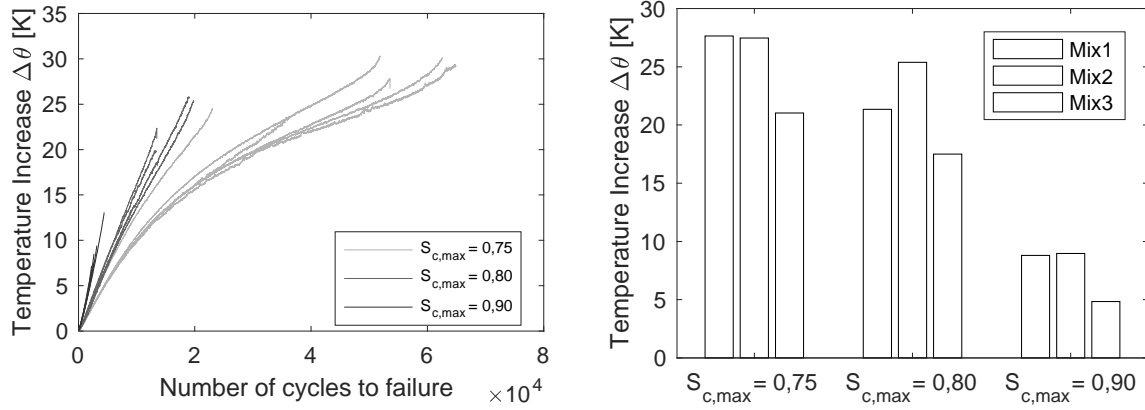 Temperature Increase Δθ [K]
35
30
25
20
15
10
5
0
0 2 4 6 8
×10^4
Number of cycles to failure
S_c,max = 0,75
S_c,max = 0,80
S_c,max = 0,90
Temperature Increase Δθ [K]
30
25
20
15
10
5
0
Mix1
Mix2
Mix3
S_c,max = 0,75 S_c,max = 0,80 S_c,max = 0,90